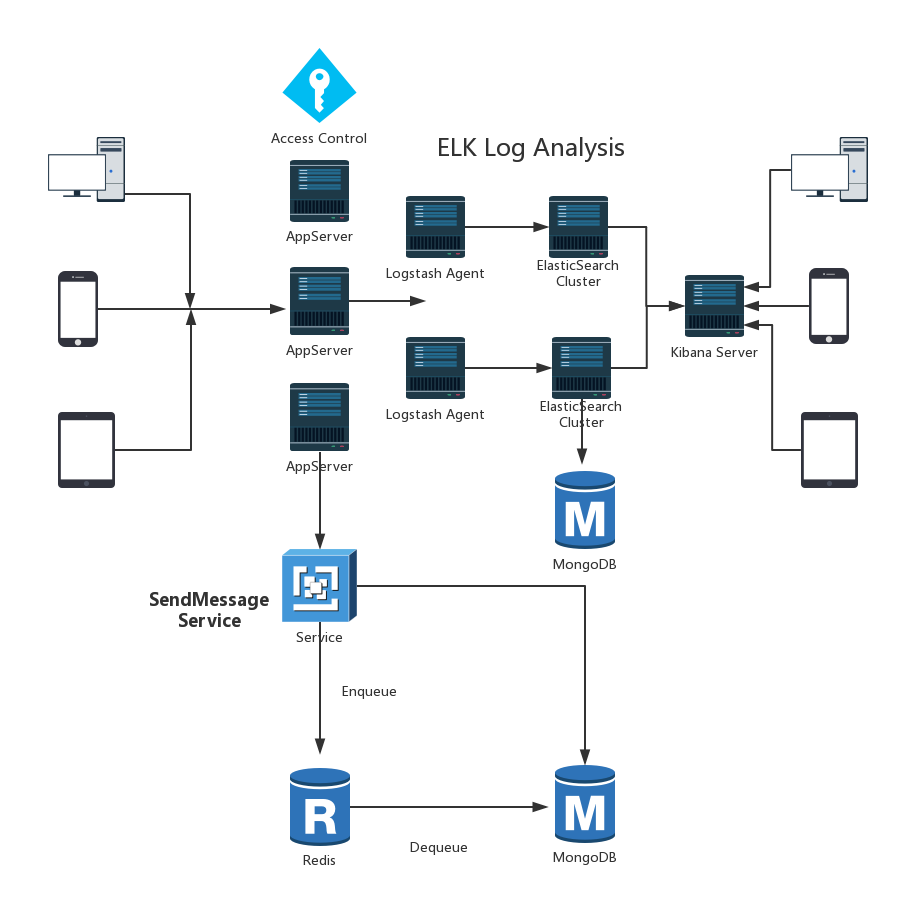 Access Control
ELK Log Analysis
AppServer
Logstash Agent
ElasticSearch
Cluster
AppServer
Kibana Server
Logstash Agent
ElasticSearch
Cluster
AppServer
M
MongoDB
SendMessage
Service
Service
Enqueue
R
Redis
Dequeue
M
MongoDB